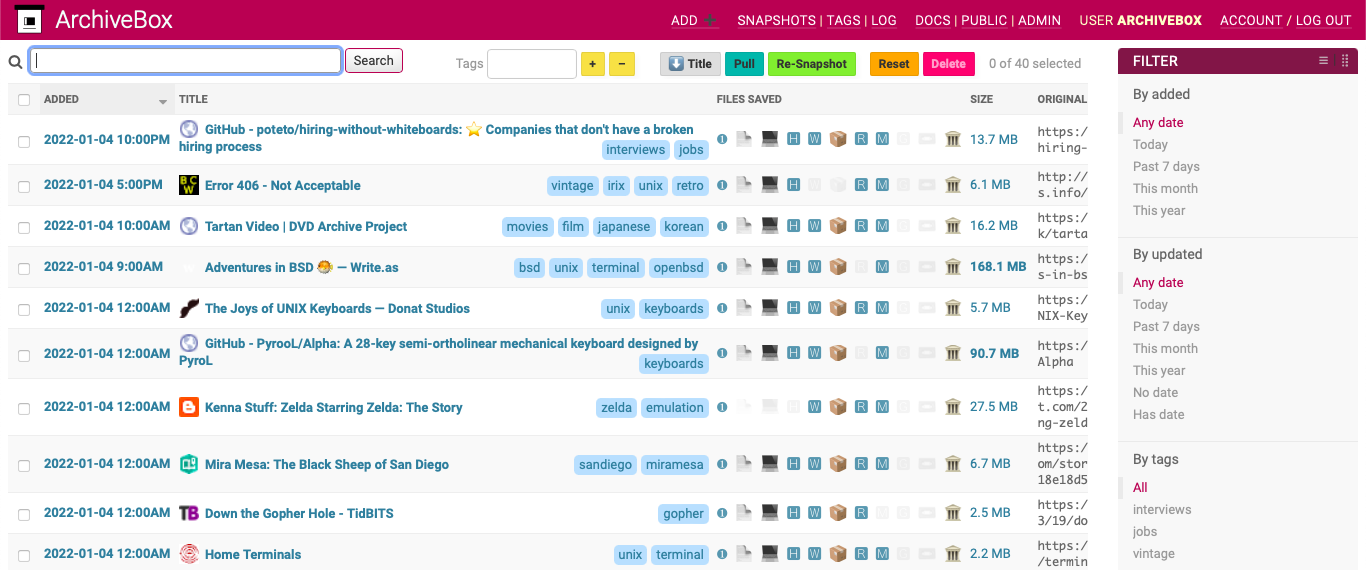 ArchiveBox
ADD + SNAPSHOTS | TAGS | LOG DOCS | PUBLIC | ADMIN USER ARCHIVEBOX ACCOUNT / LOG OUT
Search Tags + − Title Pull Re-Snapshot Reset Delete 0 of 40 selected
ADDED TITLE FILES SAVED SIZE ORIGINAL
2022-01-04 10:00PM GitHub - poteto/hiring-without-whiteboards: ⭐ Companies that don't have a broken
hiring process interviews jobs H W R M 13.7 MB https:/
hiring-
2022-01-04 5:00PM BCW Error 406 - Not Acceptable vintage irix unix retro H W R M 6.1 MB http://
s.info/
2022-01-04 10:00AM Tartan Video | DVD Archive Project movies film japanese korean H W R M 16.2 MB https:/
k/tarta
2022-01-04 9:00AM Adventures in BSD 🐡 — Write.as bsd unix terminal openbsd H W R M 168.1 MB https:/
s-in-bs
2022-01-04 12:00AM The Joys of UNIX Keyboards — Donat Studios unix keyboards H W R M 5.7 MB https:/
NIX-Key
2022-01-04 12:00AM GitHub - PyrooL/Alpha: A 28-key semi-ortholinear mechanical keyboard designed by
PyroL keyboards H W R M 90.7 MB https:/
Alpha
2022-01-04 12:00AM Kenna Stuff: Zelda Starring Zelda: The Story zelda emulation H W R M 27.5 MB https:/
t.com/2
ng-zeld
2022-01-04 12:00AM Mira Mesa: The Black Sheep of San Diego sandiego miramesa H W R M 6.7 MB https:/
om/stor
18e18d5
2022-01-04 12:00AM TB Down the Gopher Hole - TidBITS gopher H W R M 2.5 MB https:/
3/19/do
2022-01-04 12:00AM Home Terminals unix terminal H W R M 2.2 MB https:/
/termin
FILTER
By added
Any date
Today
Past 7 days
This month
This year
By updated
Any date
Today
Past 7 days
This month
This year
No date
Has date
By tags
All
interviews
jobs
vintage